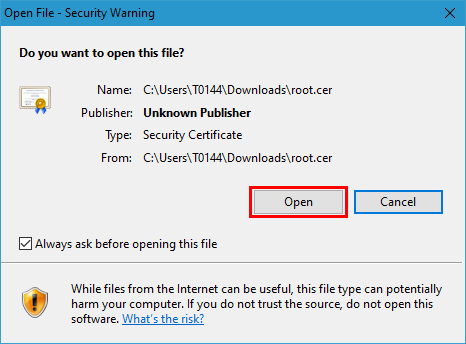 Open File - Security Warning
Do you want to open this file?
Name: C:\Users\T0144\Downloads\root.cer
Publisher: Unknown Publisher
Type: Security Certificate
From: C:\Users\T0144\Downloads\root.cer
Open Cancel
Always ask before opening this file
While files from the Internet can be useful, this file type can potentially
harm your computer. If you do not trust the source, do not open this
software. What's the risk?